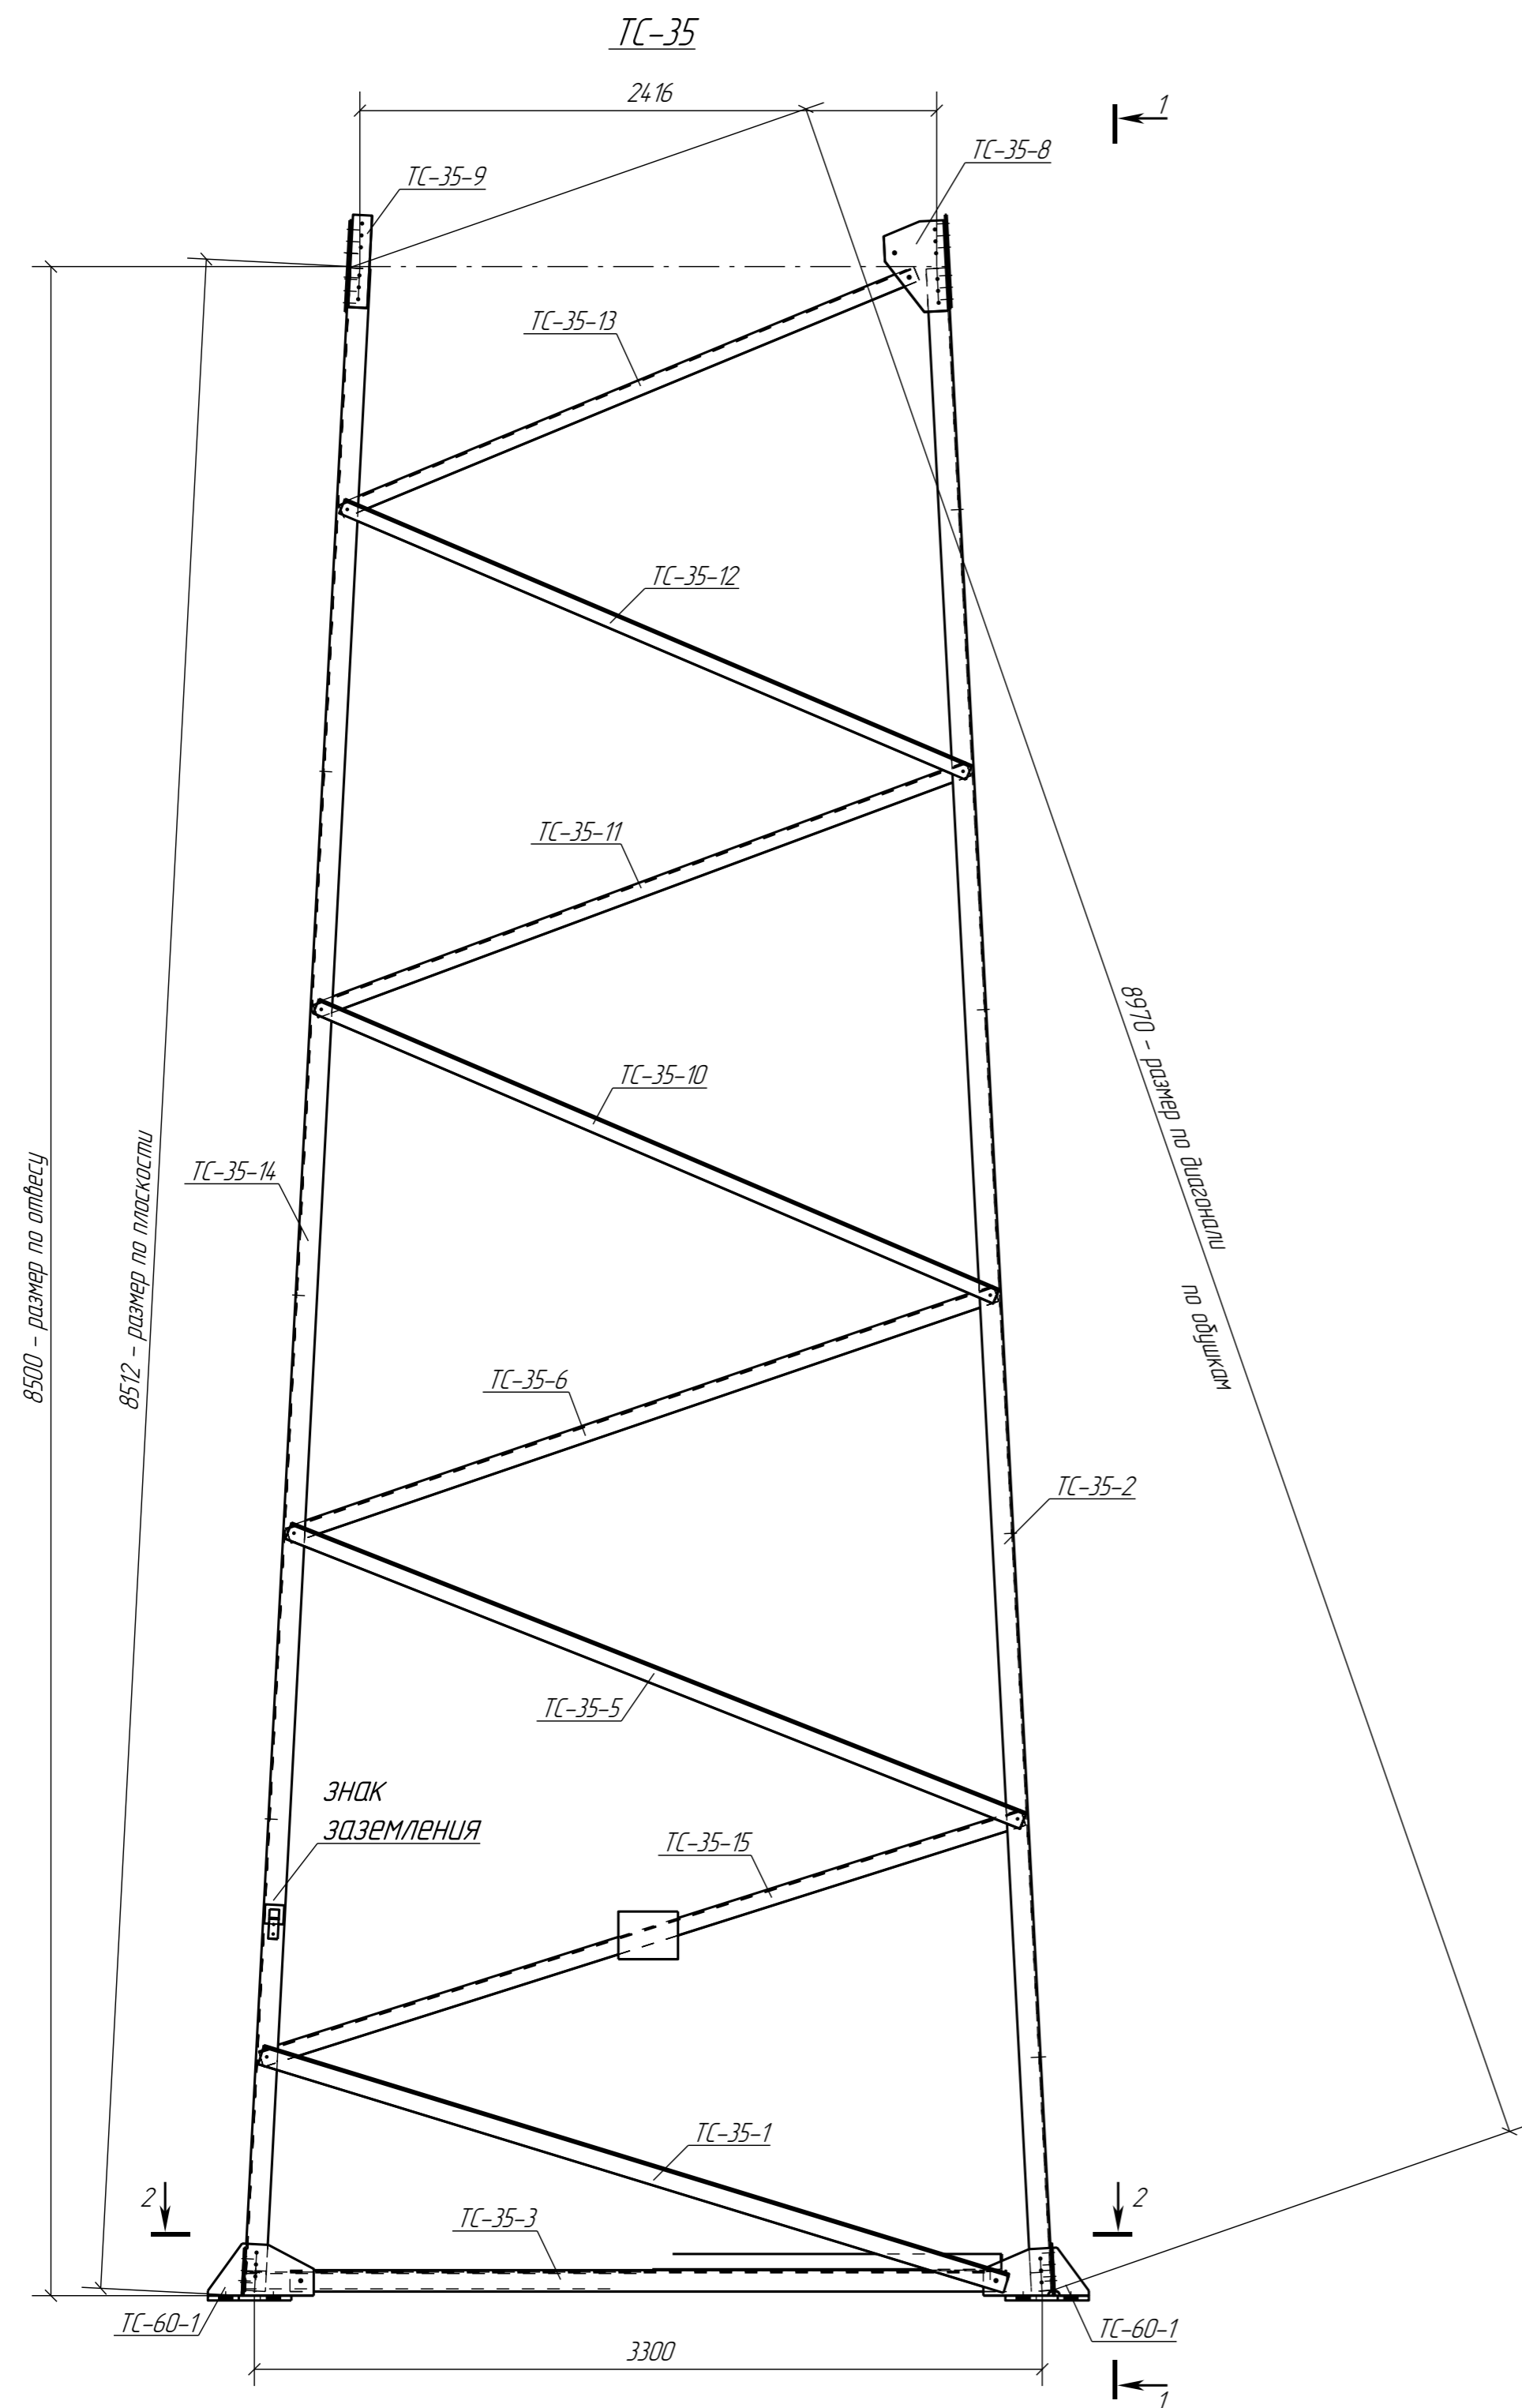 ТС-35
2416
1
ТС-35-8
ТС-35-9
ТС-35-13
ТС-35-12
ТС-35-11
8970 - размер по диагонали
по обушкам
ТС-35-10
8500 - размер по отвесу
8512 - размер по плоскости
ТС-35-14
ТС-35-6
ТС-35-2
ТС-35-5
знак
заземления
ТС-35-15
ТС-35-1
2
2
ТС-35-3
ТС-60-1
ТС-60-1
3300
1